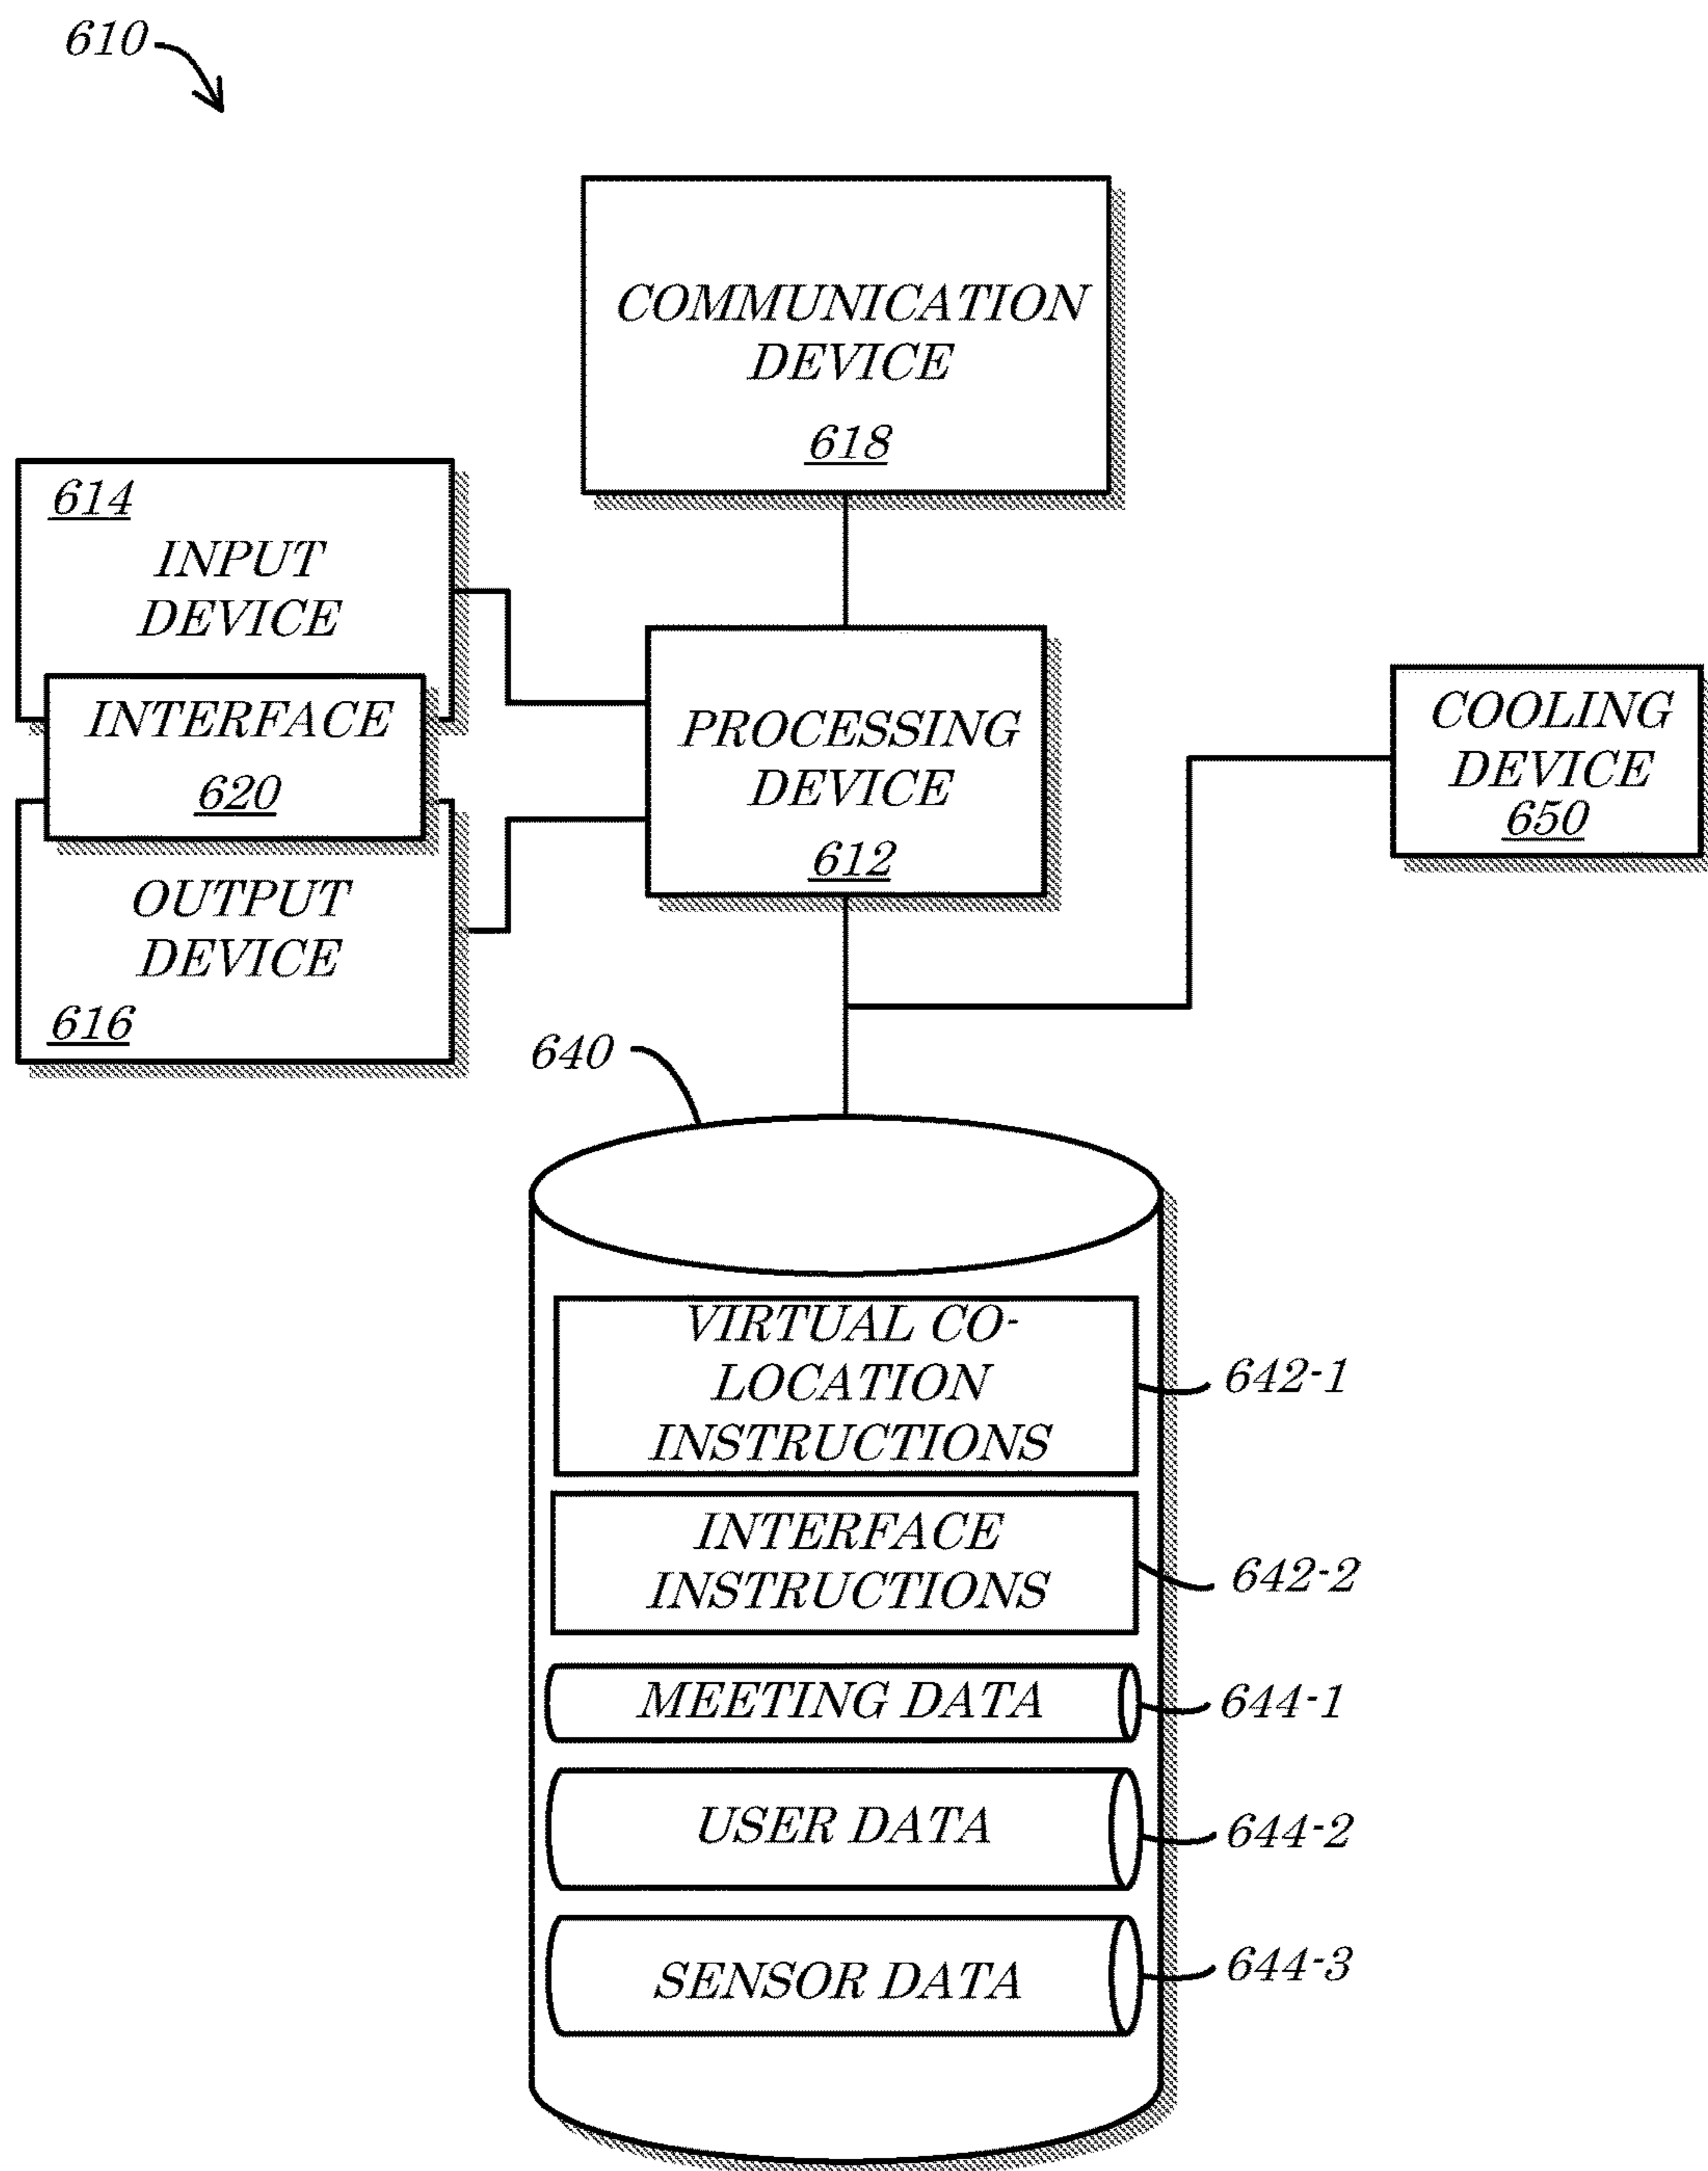 610
COMMUNICATION
DEVICE
618
614
INPUT
DEVICE
INTERFACE
620
OUTPUT
DEVICE
616
PROCESSING
DEVICE
612
COOLING
DEVICE
650
640
VIRTUAL CO-
LOCATION
INSTRUCTIONS
642-1
INTERFACE
INSTRUCTIONS
642-2
MEETING DATA
644-1
USER DATA
644-2
SENSOR DATA
644-3